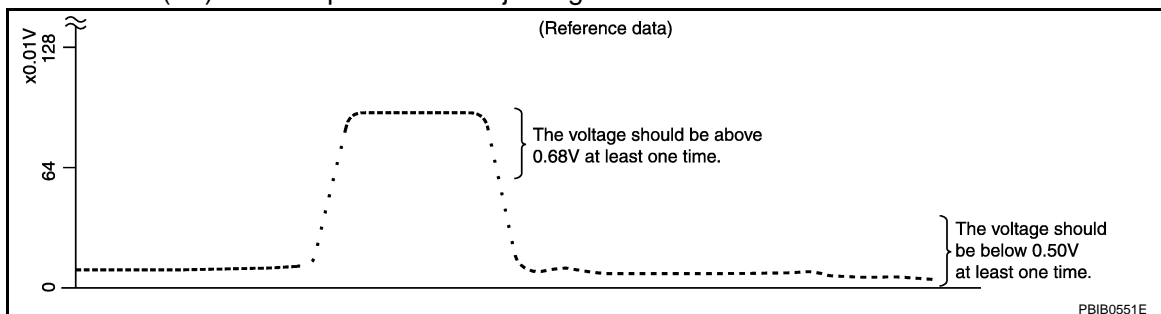 (Reference data)
x0.01V
128
64
0
The voltage should be above
0.68V at least one time.
The voltage should
be below 0.50V
at least one time.
PBIB0551E